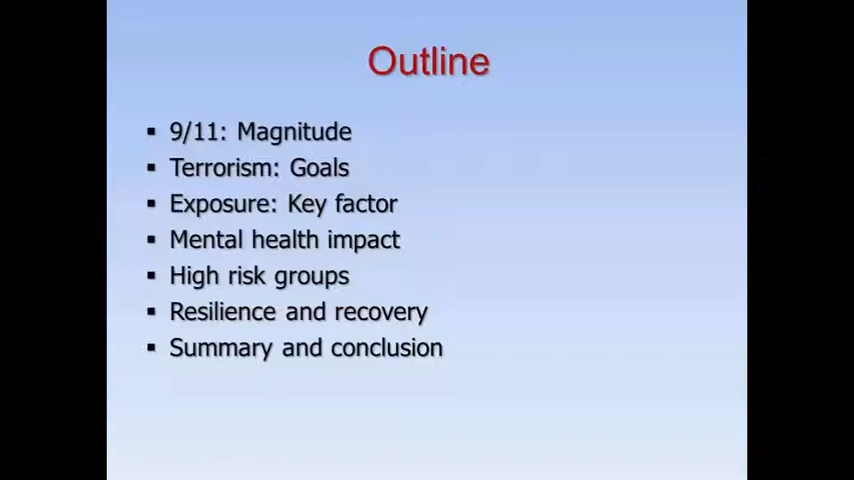 Outline
▪ 9/11: Magnitude
▪ Terrorism: Goals
▪ Exposure: Key factor
▪ Mental health impact
▪ High risk groups
▪ Resilience and recovery
▪ Summary and conclusion